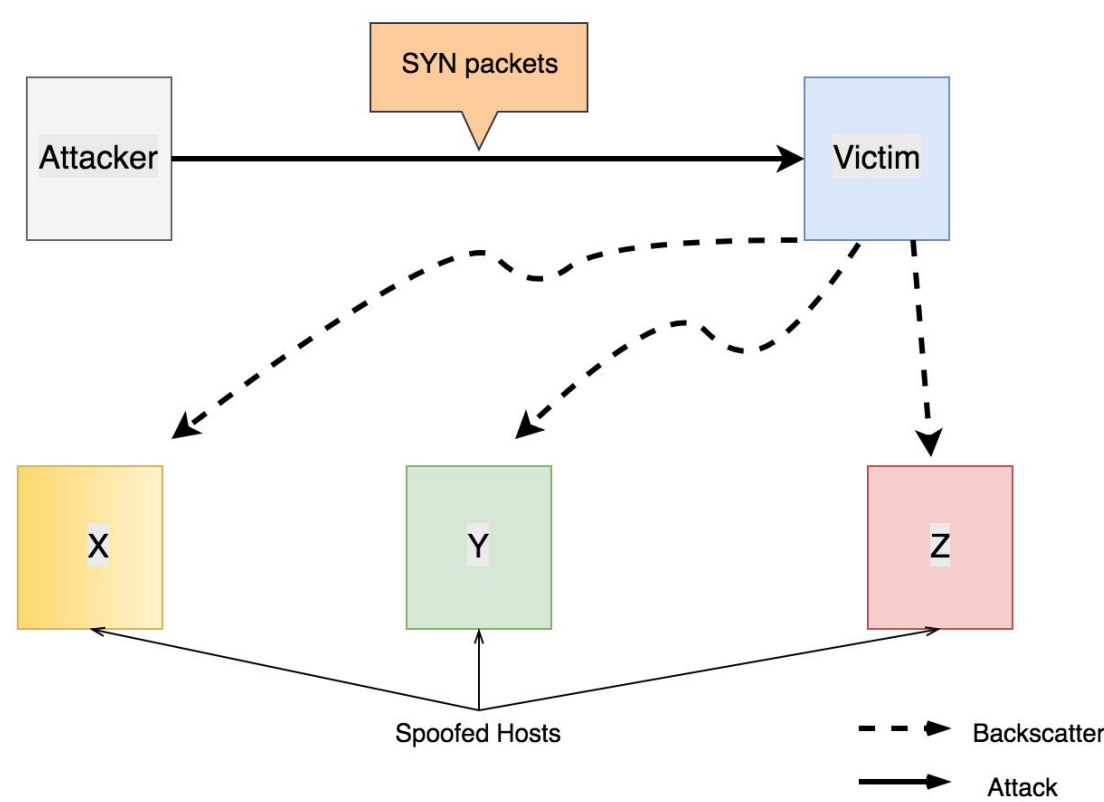 SYN packets
Attacker
Victim
X
Y
Z
Spoofed Hosts
Backscatter
Attack